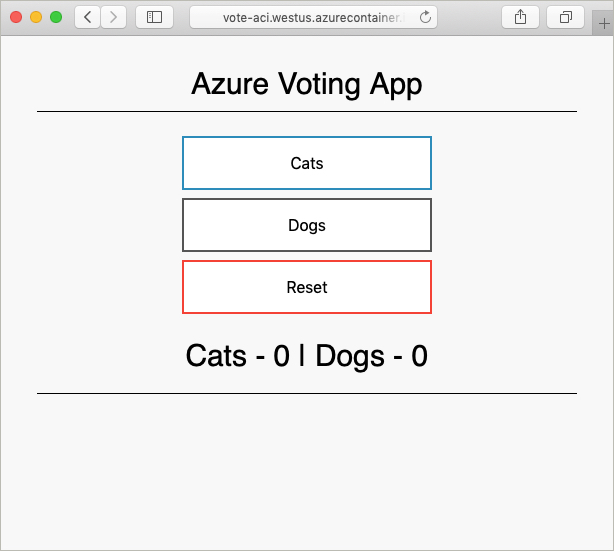 vote-aci.westus.azurecontainer.
Azure Voting App
Cats
Dogs
Reset
Cats - 0 | Dogs - 0